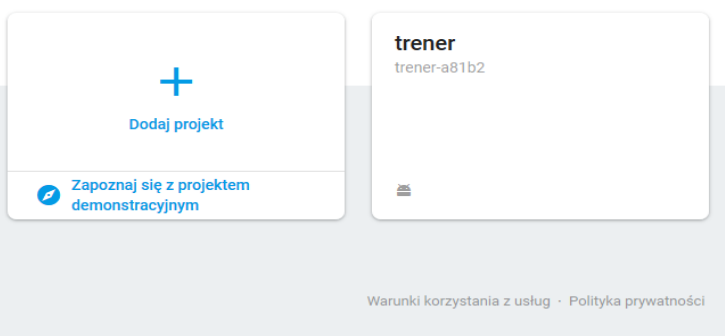 Dodaj projekt
Zapoznaj się z projektem
demonstracyjnym
trener
trener-a81b2
Warunki korzystania z usług · Polityka prywatności